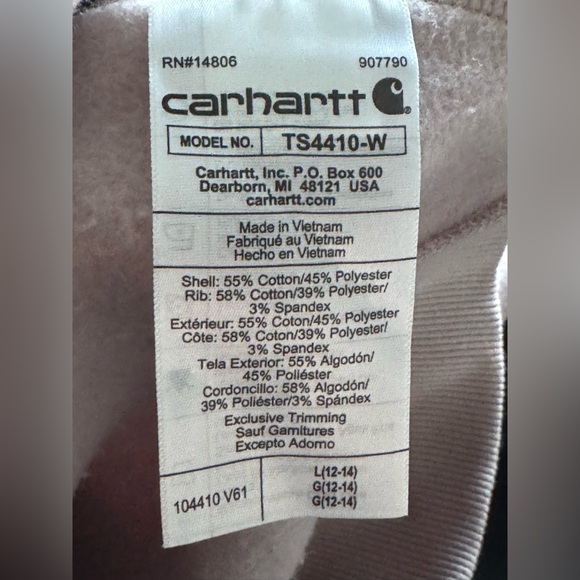 RN#14806 907790
carhartt
MODEL NO. TS4410-W
Carhartt, Inc. P.O. Box 600
Dearborn, MI 48121 USA
carhartt.com
Made in Vietnam
Fabriqué au Vietnam
Hecho en Vietnam
Shell: 55% Cotton/45% Polyester
Rib: 58% Cotton/39% Polyester/
3% Spandex
Extérieur: 55% Coton/45% Polyester
Côte: 58% Coton/39% Polyester/
3% Spandex
Tela Exterior: 55% Algodón/
45% Poliéster
Cordoncillo: 58% Algodón/
39% Poliéster/3% Spándex
Exclusive Trimming
Sauf Garnitures
Excepto Adorno
104410 V61
L(12-14)
G(12-14)
G(12-14)